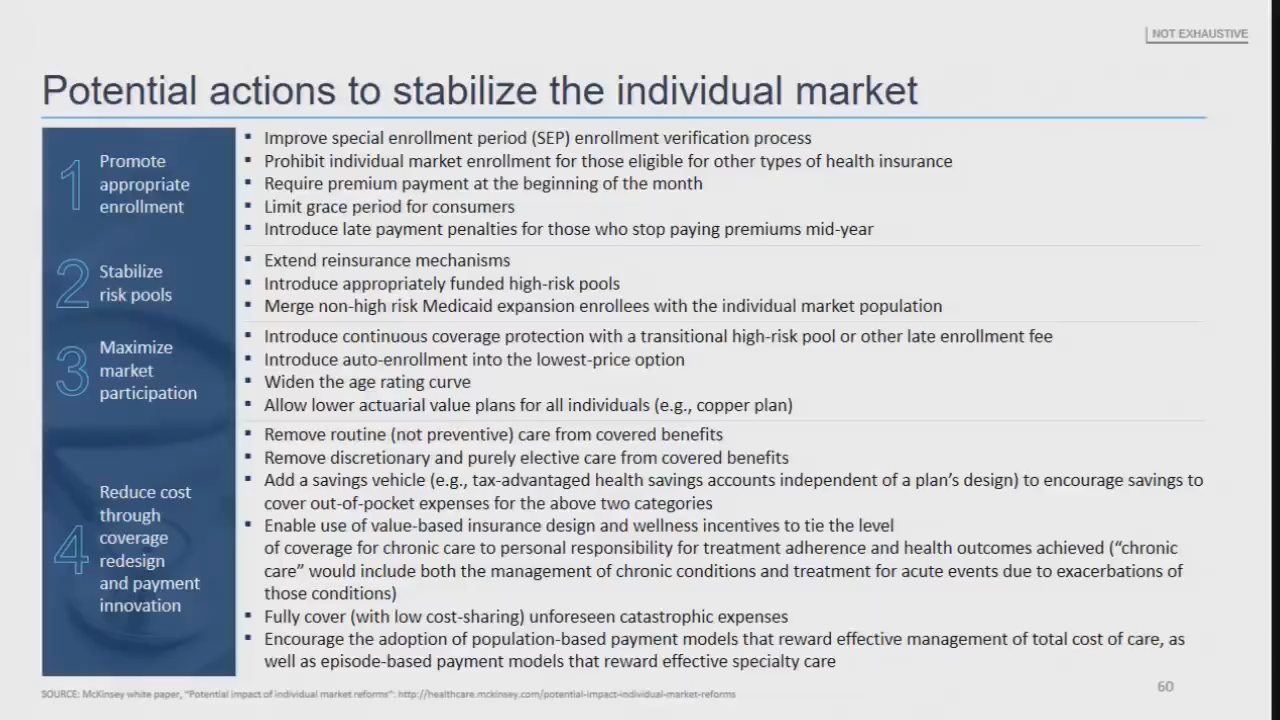 NOT EXHAUSTIVE
Potential actions to stabilize the individual market
1
Promote
appropriate
enrollment
▪ Improve special enrollment period (SEP) enrollment verification process
▪ Prohibit individual market enrollment for those eligible for other types of health insurance
▪ Require premium payment at the beginning of the month
▪ Limit grace period for consumers
▪ Introduce late payment penalties for those who stop paying premiums mid-year
2
Stabilize
risk pools
▪ Extend reinsurance mechanisms
▪ Introduce appropriately funded high-risk pools
▪ Merge non-high risk Medicaid expansion enrollees with the individual market population
3
Maximize
market
participation
▪ Introduce continuous coverage protection with a transitional high-risk pool or other late enrollment fee
▪ Introduce auto-enrollment into the lowest-price option
▪ Widen the age rating curve
▪ Allow lower actuarial value plans for all individuals (e.g., copper plan)
4
Reduce cost
through
coverage
redesign
and payment
innovation
▪ Remove routine (not preventive) care from covered benefits
▪ Remove discretionary and purely elective care from covered benefits
▪ Add a savings vehicle (e.g., tax-advantaged health savings accounts independent of a plan's design) to encourage savings to
cover out-of-pocket expenses for the above two categories
▪ Enable use of value-based insurance design and wellness incentives to tie the level
of coverage for chronic care to personal responsibility for treatment adherence and health outcomes achieved (“chronic
care” would include both the management of chronic conditions and treatment for acute events due to exacerbations of
those conditions)
▪ Fully cover (with low cost-sharing) unforeseen catastrophic expenses
▪ Encourage the adoption of population-based payment models that reward effective management of total cost of care, as
well as episode-based payment models that reward effective specialty care
SOURCE: McKinsey white paper, “Potential impact of individual market reforms”: http://healthcare.mckinsey.com/potential-impact-individual-market-reforms
60